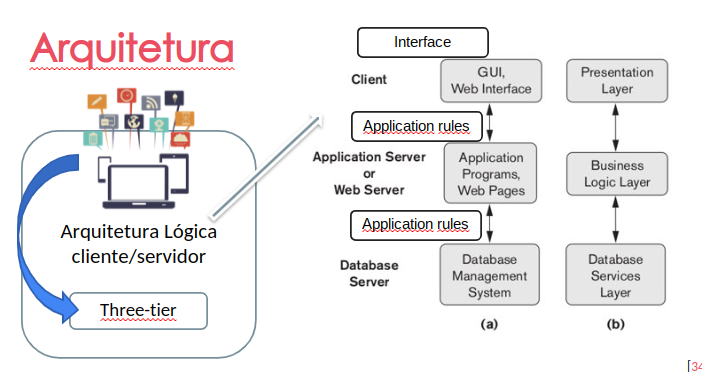 Arquitetura
Arquitetura Lógica
cliente/servidor
Three-tier
Interface
Client
GUI,
Web Interface
Presentation
Layer
Application rules
Application Server
or
Web Server
Application
Programs,
Web Pages
Business
Logic Layer
Application rules
Database
Server
Database
Management
System
Database
Services
Layer
(a)
(b)
[34